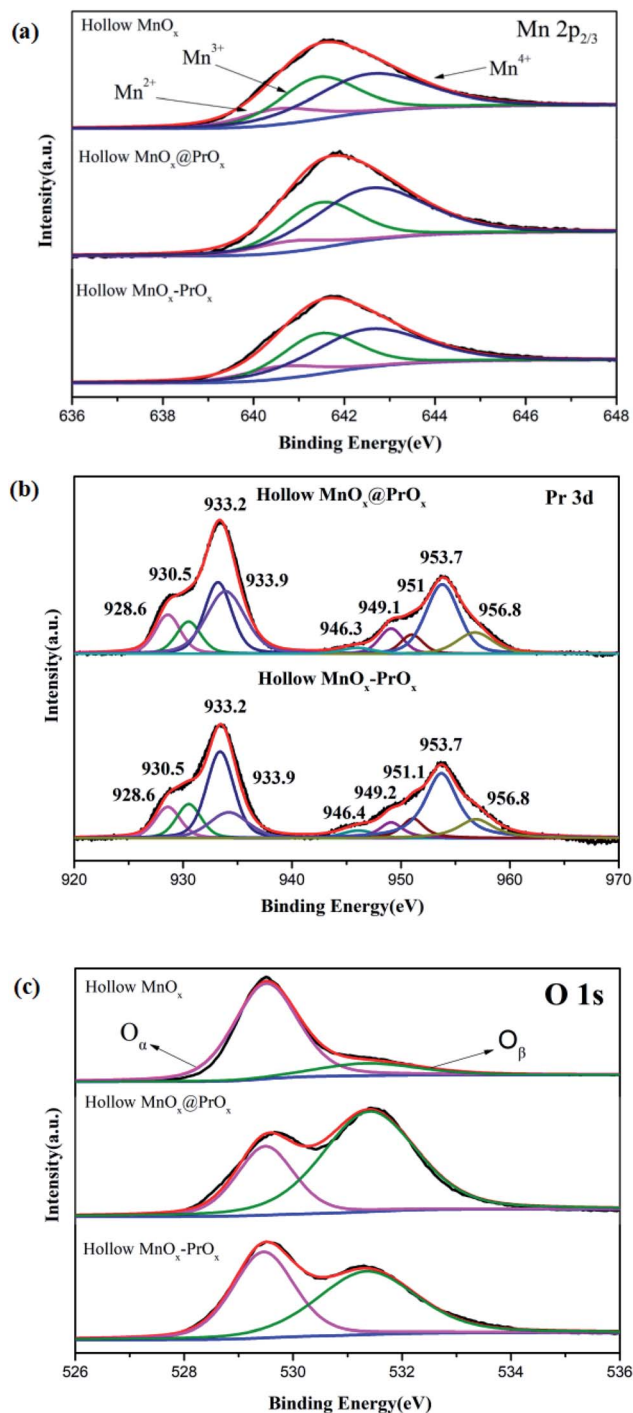 (a)
Hollow MnOₓ
Mn 2p₂/₃
Mn³⁺
Mn⁴⁺
Mn²⁺
Hollow MnOₓ@PrOₓ
Hollow MnOₓ-PrOₓ
Intensity(a.u.)
636 638 640 642 644 646 648
Binding Energy(eV)
(b)
Hollow MnOₓ@PrOₓ
Pr 3d
933.2
930.5
928.6
933.9
953.7
951
949.1
946.3
956.8
Hollow MnOₓ-PrOₓ
933.2
930.5
928.6
933.9
953.7
951.1
949.2
946.4
956.8
Intensity(a.u.)
920 930 940 950 960 970
Binding Energy(eV)
(c)
Hollow MnOₓ
O 1s
Oα
Oβ
Hollow MnOₓ@PrOₓ
Hollow MnOₓ-PrOₓ
Intensity(a.u.)
526 528 530 532 534 536
Binding Energy(eV)